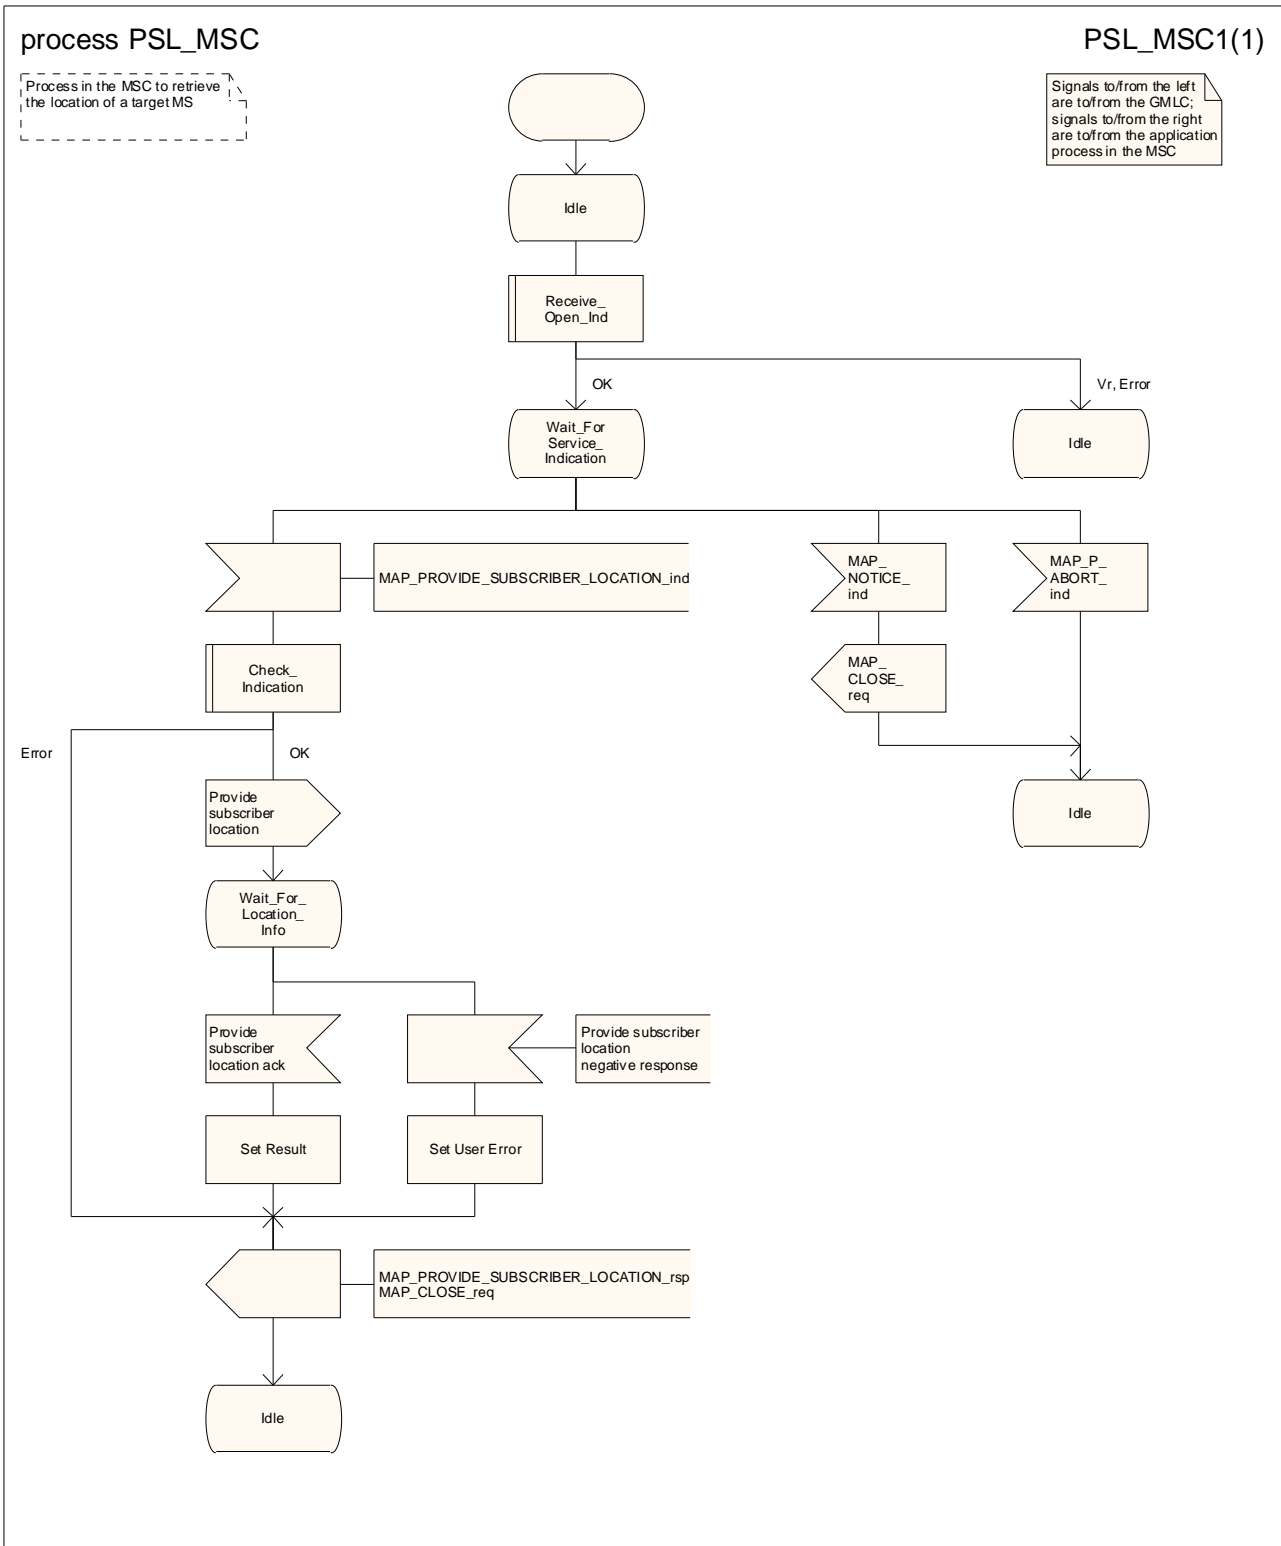 process PSL_MSC
PSL_MSC1(1)
Process in the MSC to retrieve
the location of a target MS
Signals to/from the left
are to/from the GMLC;
signals to/from the right
are to/from the application
process in the MSC
Idle
Receive_
Open_Ind
OK
Vr, Error
Wait_For
Service_
Indication
Idle
MAP_PROVIDE_SUBSCRIBER_LOCATION_ind
MAP_
NOTICE_
ind
MAP_P_
ABORT_
ind
Check_
Indication
MAP_
CLOSE_
req
Error
OK
Provide
subscriber
location
Idle
Wait_For_
Location_
Info
Provide
subscriber
location ack
Provide subscriber
location
negative response
Set Result
Set User Error
MAP_PROVIDE_SUBSCRIBER_LOCATION_rsp
MAP_CLOSE_req
Idle